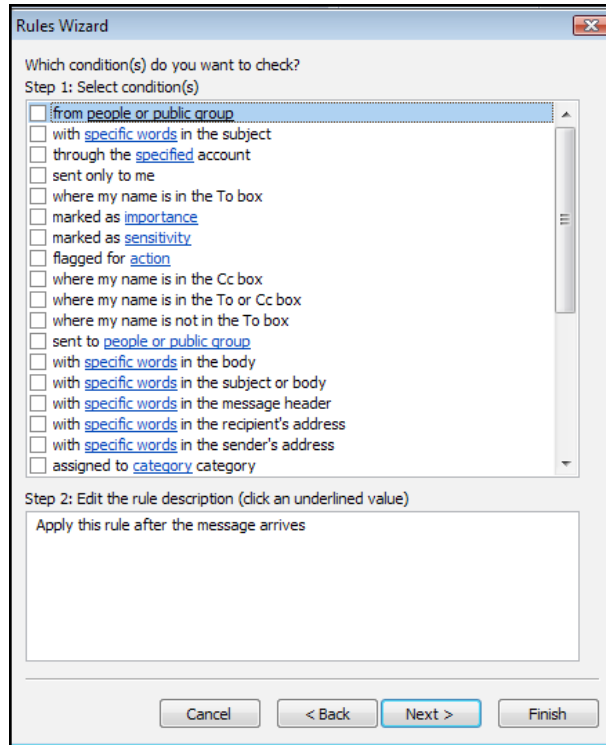 Rules Wizard
Which condition(s) do you want to check?
Step 1: Select condition(s)
from people or public group
with specific words in the subject
through the specified account
sent only to me
where my name is in the To box
marked as importance
marked as sensitivity
flagged for action
where my name is in the Cc box
where my name is in the To or Cc box
where my name is not in the To box
sent to people or public group
with specific words in the body
with specific words in the subject or body
with specific words in the message header
with specific words in the recipient's address
with specific words in the sender's address
assigned to category category
Step 2: Edit the rule description (click an underlined value)
Apply this rule after the message arrives
Cancel < Back Next > Finish